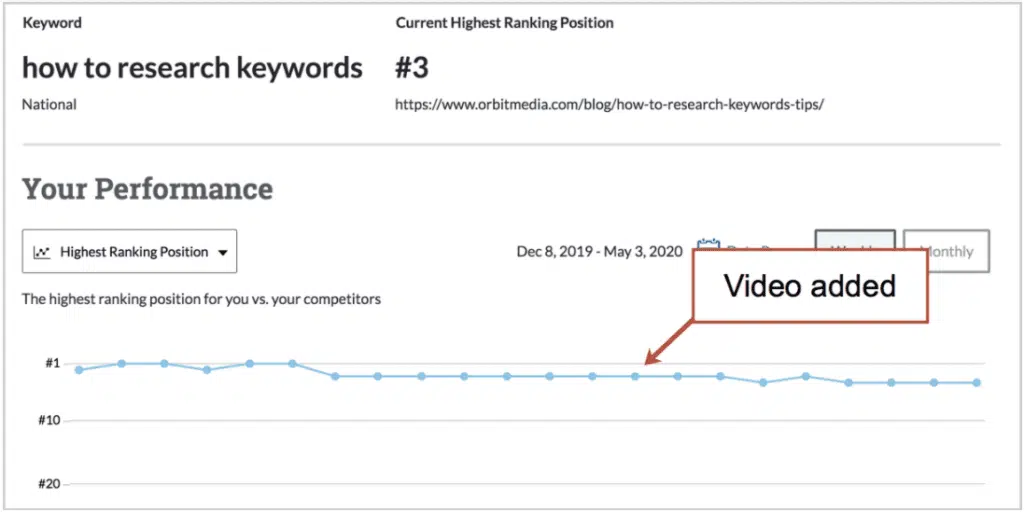 Keyword
Current Highest Ranking Position
how to research keywords
#3
National
https://www.orbitmedia.com/blog/how-to-research-keywords-tips/
Your Performance
Highest Ranking Position
Dec 8, 2019 - May 3, 2020
Monthly
Video added
The highest ranking position for you vs. your competitors
#1
#10
#20